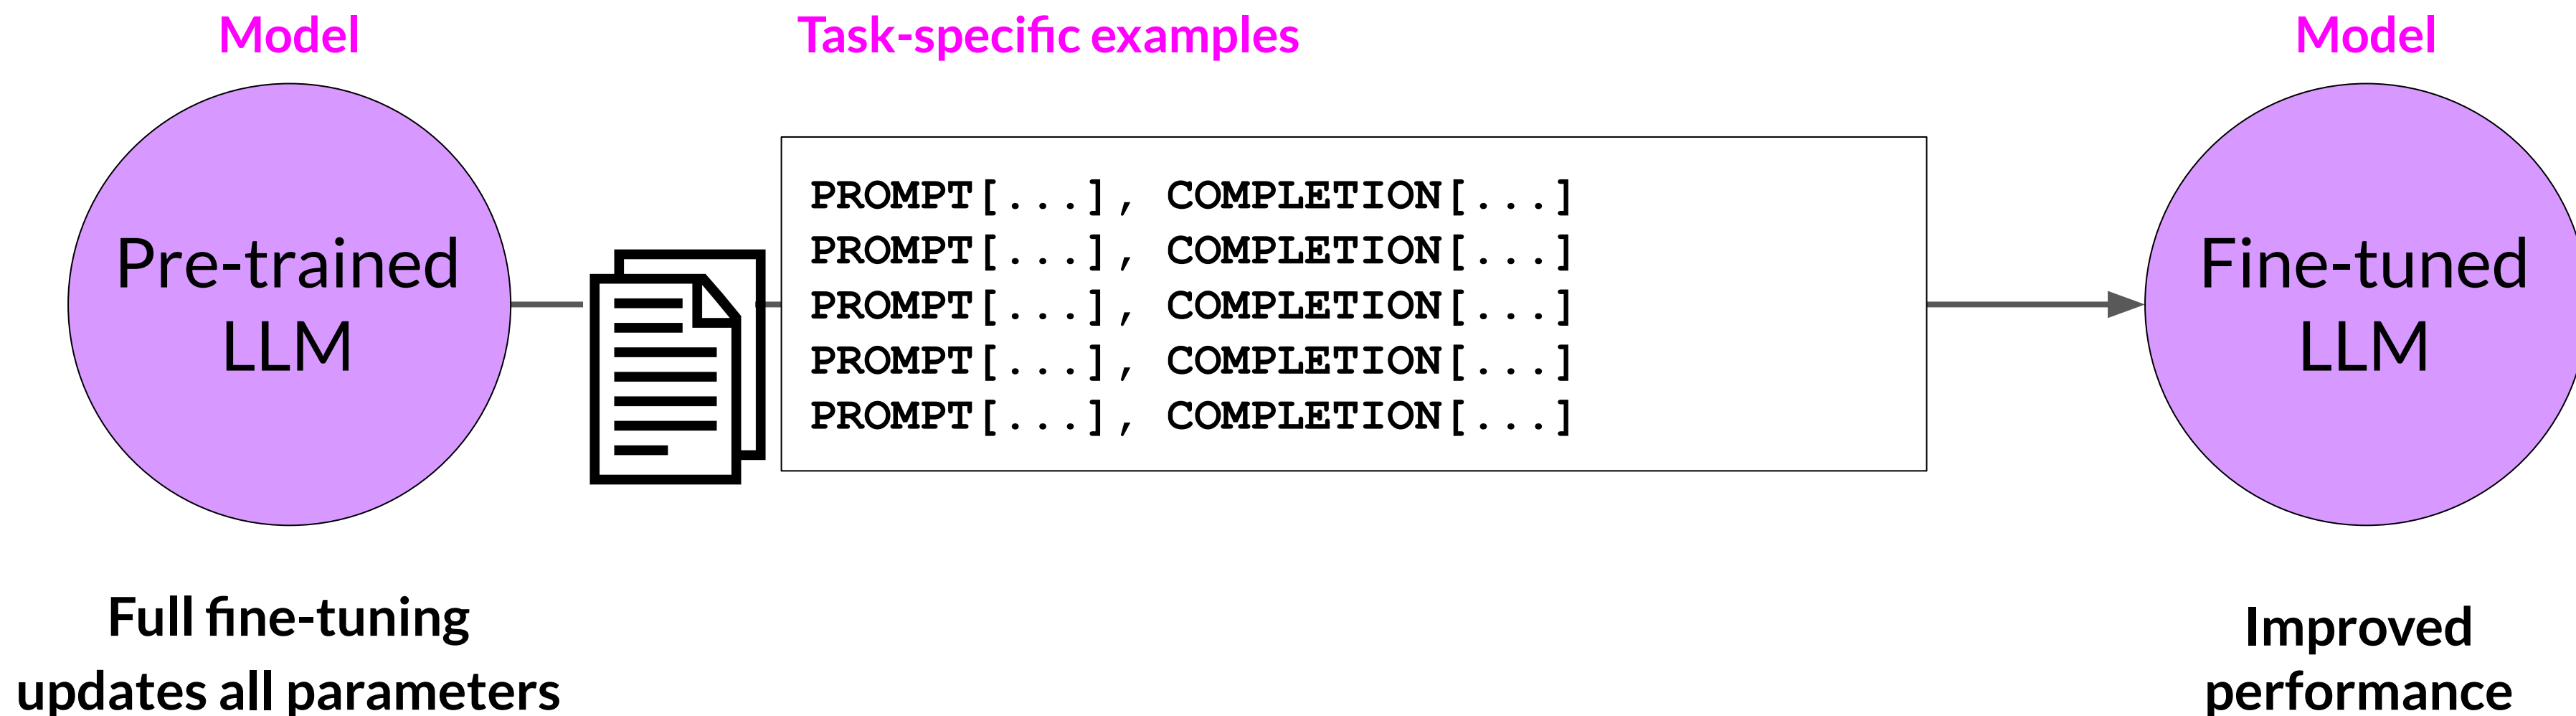 Model
Task-specific examples
Model
Pre-trained
LLM
PROMPT[...], COMPLETION[...]
PROMPT[...], COMPLETION[...]
PROMPT[...], COMPLETION[...]
PROMPT[...], COMPLETION[...]
PROMPT[...], COMPLETION[...]
Fine-tuned
LLM
Full fine-tuning
updates all parameters
Improved
performance